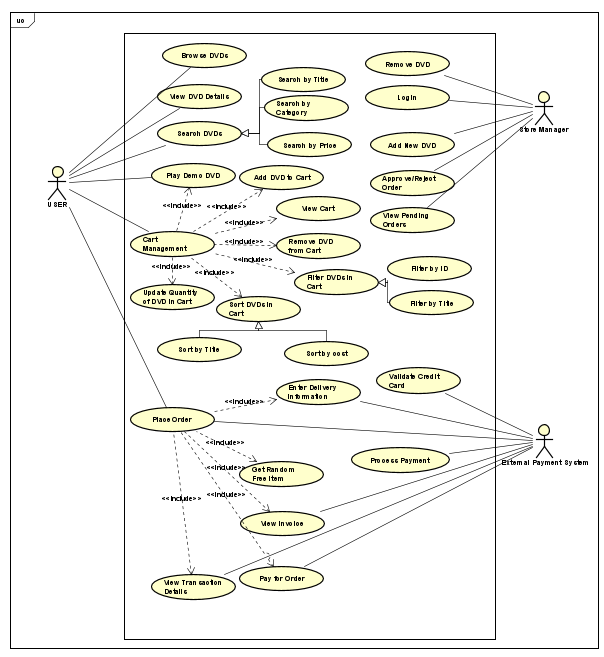 uc
Browse DVDs
Remove DVD
Search by Title
View DVD Details
Login
Search by
Category
Store Manager
Search DVDs
Search by Price
Add New DVD
Play Demo DVD
Add DVD to Cart
Approve/Reject
Order
USER
<<include>>
<<include>>
View Cart
View Pending
Orders
<<include>>
Cart
Management
<<include>>
Remove DVD
from Cart
<<include>>
<<include>>
<<include>>
Filter DVDs in
Cart
Filter by ID
Update Quantity
of DVD in Cart
Sort DVDs in
Cart
Filter by Title
Sort by Title
Sort by cost
Validate Credit
Card
Enter Delivery
Information
<<include>>
Place Order
<<include>>
Process Payment
External Payment System
<<include>>
Get Random
Free Item
<<include>>
<<include>>
View Invoice
View Transaction
Details
Pay for Order